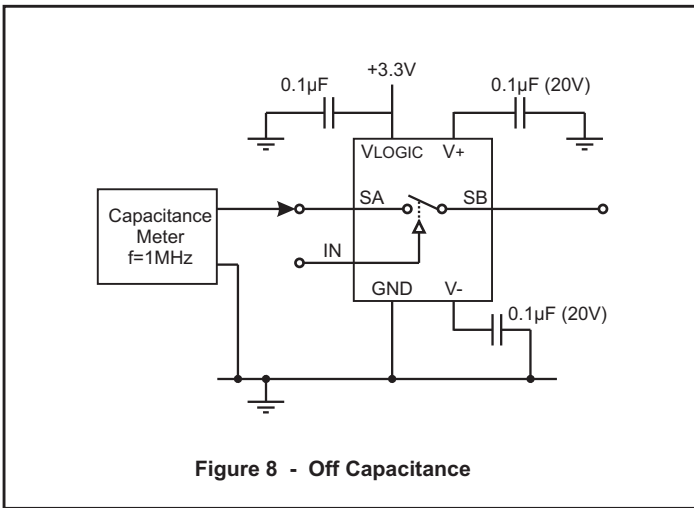 +3.3V
0.1µF
0.1µF (20V)
VLOGIC
V+
SA
SB
Capacitance
Meter
f=1MHz
IN
GND
V-
0.1µF (20V)
Figure 8 - Off Capacitance